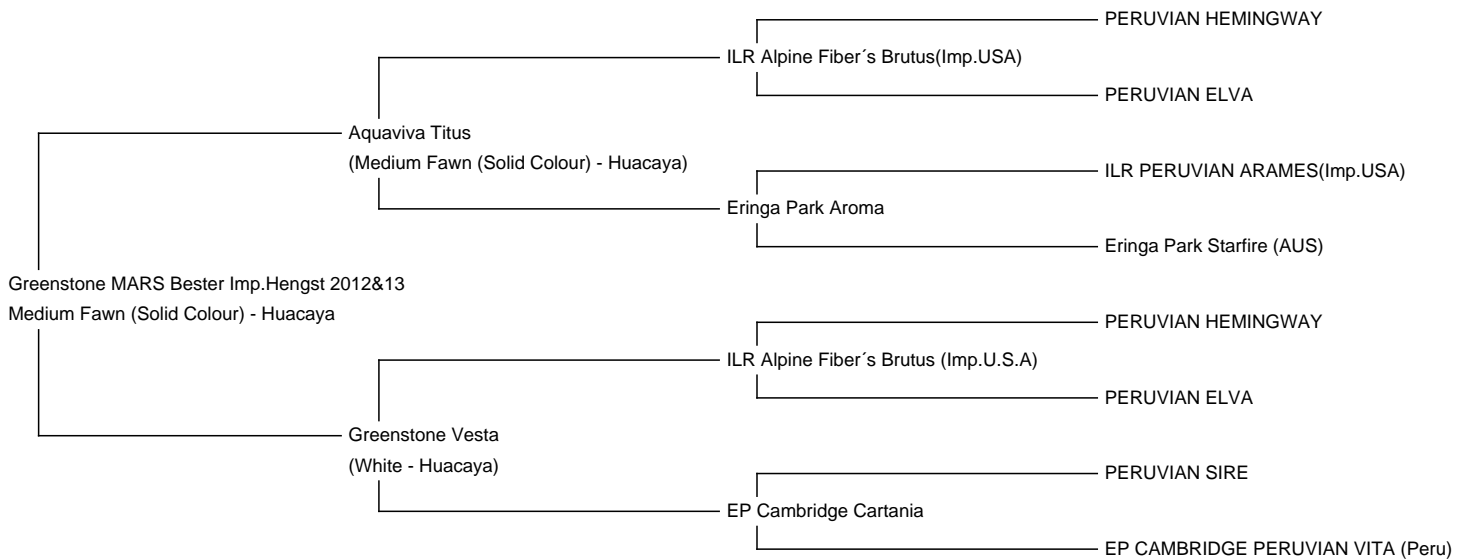 PERUVIAN HEMINGWAY
ILR Alpine Fiber´s Brutus(Imp.USA)
PERUVIAN ELVA
Aquaviva Titus
(Medium Fawn (Solid Colour) - Huacaya)
ILR PERUVIAN ARAMES(Imp.USA)
Eringa Park Aroma
Eringa Park Starfire (AUS)
Greenstone MARS Bester Imp.Hengst 2012&13
Medium Fawn (Solid Colour) - Huacaya
PERUVIAN HEMINGWAY
ILR Alpine Fiber´s Brutus (Imp.U.S.A)
PERUVIAN ELVA
Greenstone Vesta
(White - Huacaya)
PERUVIAN SIRE
EP Cambridge Cartania
EP CAMBRIDGE PERUVIAN VITA (Peru)